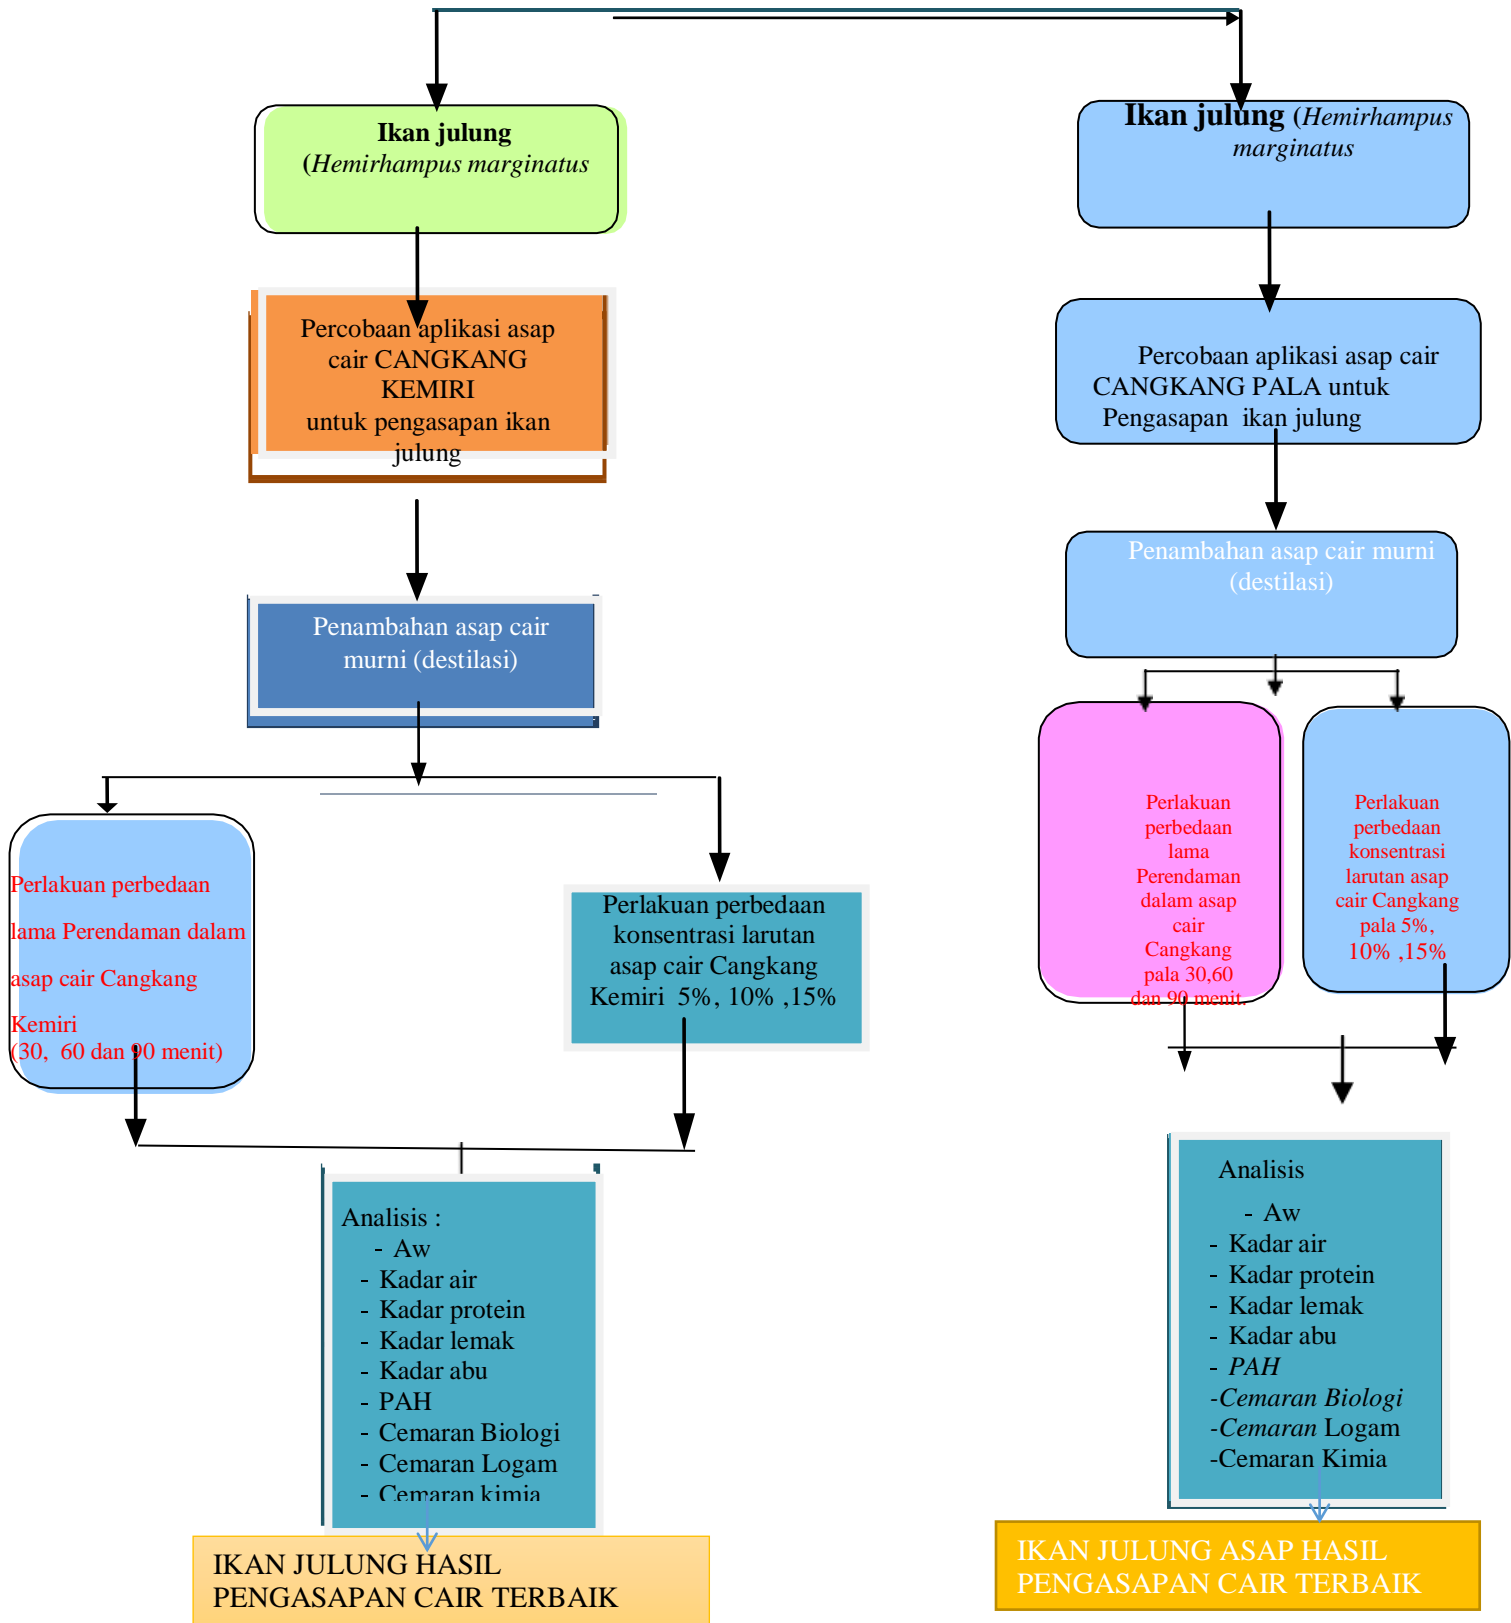 Ikan julung
(Hemirhampus marginatus
Percobaan aplikasi asap
cair CANGKANG
KEMIRI
untuk pengasapan ikan
julung
Penambahan asap cair
murni (destilasi)
Perlakuan perbedaan
lama Perendaman dalam
asap cair Cangkang
Kemiri
(30, 60 dan 90 menit)
Perlakuan perbedaan
konsentrasi larutan
asap cair Cangkang
Kemiri 5%, 10% ,15%
Analisis :
- Aw
- Kadar air
- Kadar protein
- Kadar lemak
- Kadar abu
- PAH
- Cemaran Biologi
- Cemaran Logam
- Cemaran kimia
IKAN JULUNG HASIL
PENGASAPAN CAIR TERBAIK
Ikan julung (Hemirhampus
marginatus
Percobaan aplikasi asap cair
CANGKANG PALA untuk
Pengasapan ikan julung
Penambahan asap cair murni
(destilasi)
Perlakuan
perbedaan
lama
Perendaman
dalam asap
cair
Cangkang
pala 30,60
dan 90 menit.
Perlakuan
perbedaan
konsentrasi
larutan asap
cair Cangkang
pala 5%,
10% ,15%
Analisis
- Aw
- Kadar air
- Kadar protein
- Kadar lemak
- Kadar abu
- PAH
-Cemaran Biologi
-Cemaran Logam
-Cemaran Kimia
IKAN JULUNG ASAP HASIL
PENGASAPAN CAIR TERBAIK